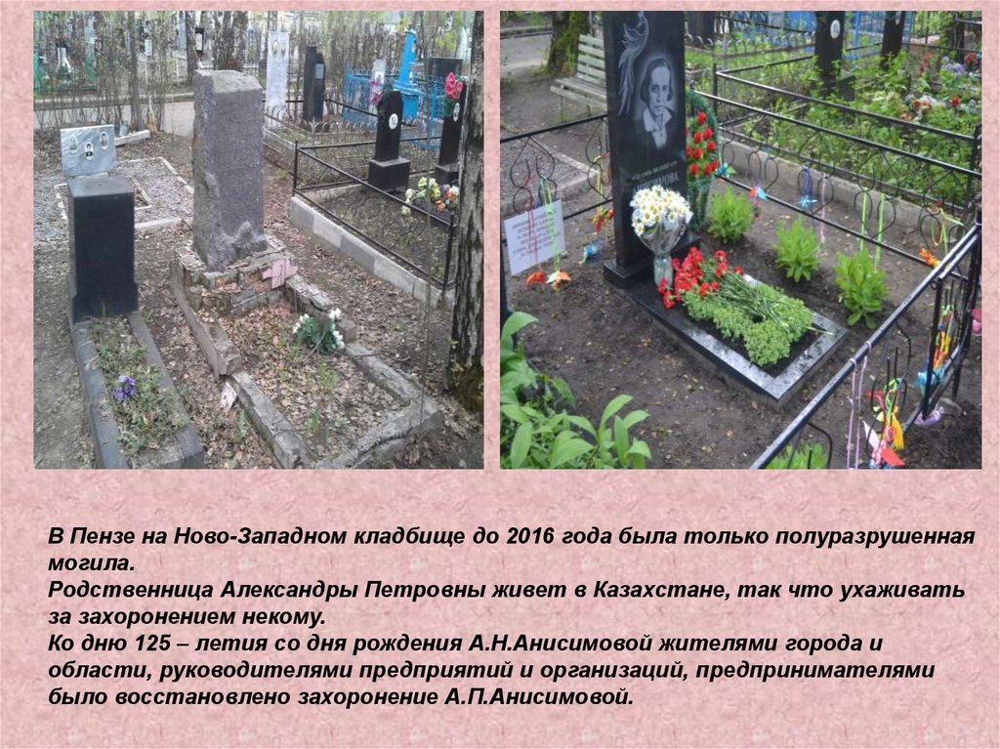 В Пензе на Ново-Западном кладбище до 2016 года была только полуразрушенная
могила.
Родственница Александры Петровны живет в Казахстане, так что ухаживать
за захоронением некому.
Ко дню 125 – летия со дня рождения А.Н.Анисимовой жителями города и
области, руководителями предприятий и организаций, предпринимателями
было восстановлено захоронение А.П.Анисимовой.